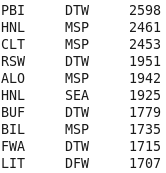 PBI DTW 2598
HNL MSP 2461
CLT MSP 2453
RSW DTW 1951
ALO MSP 1942
HNL SEA 1925
BUF DTW 1779
BIL MSP 1735
FWA DTW 1715
LIT DFW 1707